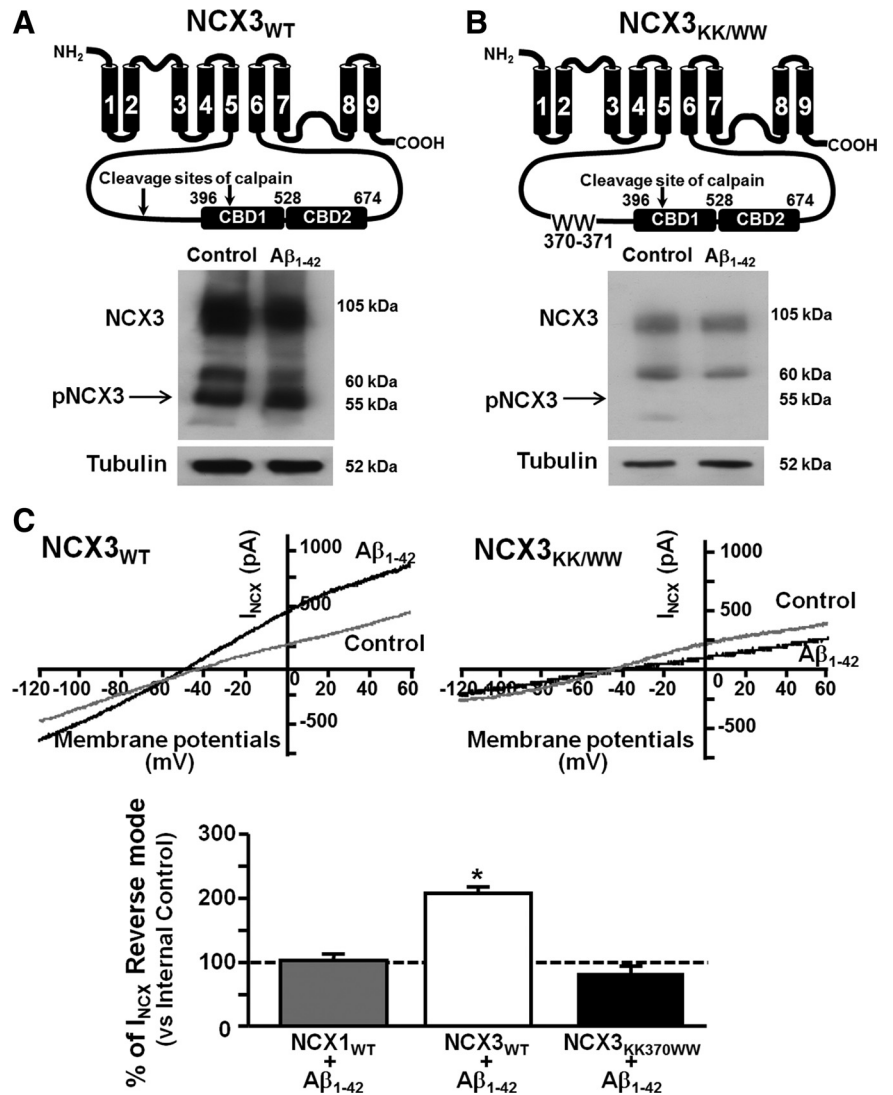 A
NCX3WT
NH2
1 2 3 4 5 6 7 8 9
COOH
Cleavage sites of calpain
396 528 674
CBD1 CBD2
Control Aβ1-42
NCX3
105 kDa
60 kDa
pNCX3
55 kDa
Tubulin
52 kDa
B
NCX3KK/WW
NH2
1 2 3 4 5 6 7 8 9
COOH
Cleavage site of calpain
396 528 674
WW CBD1 CBD2
370-371
Control Aβ1-42
NCX3
105 kDa
60 kDa
pNCX3
55 kDa
Tubulin
52 kDa
C
NCX3WT
INCX (pA)
1000
Aβ1-42
500
Control
-120 -100 -80 -60 -40 -20 0 20 40 60
-500
Membrane potentials
(mV)
NCX3KK/WW
INCX (pA)
1000
500
Control
Aβ1-42
-120 -100 -80 -60 -40 -20 0 20 40 60
-500
Membrane potentials
(mV)
% of INCX Reverse mode
(vs Internal Control)
300
200
100
0
*
NCX1WT NCX3WT NCX3KK370WW
+ + +
Aβ1-42 Aβ1-42 Aβ1-42